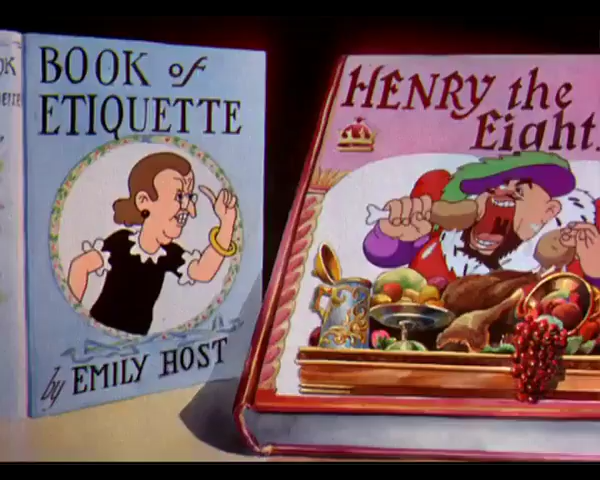 BOOK of
ETIQUETTE
by EMILY HOST
HENRY the
Eight